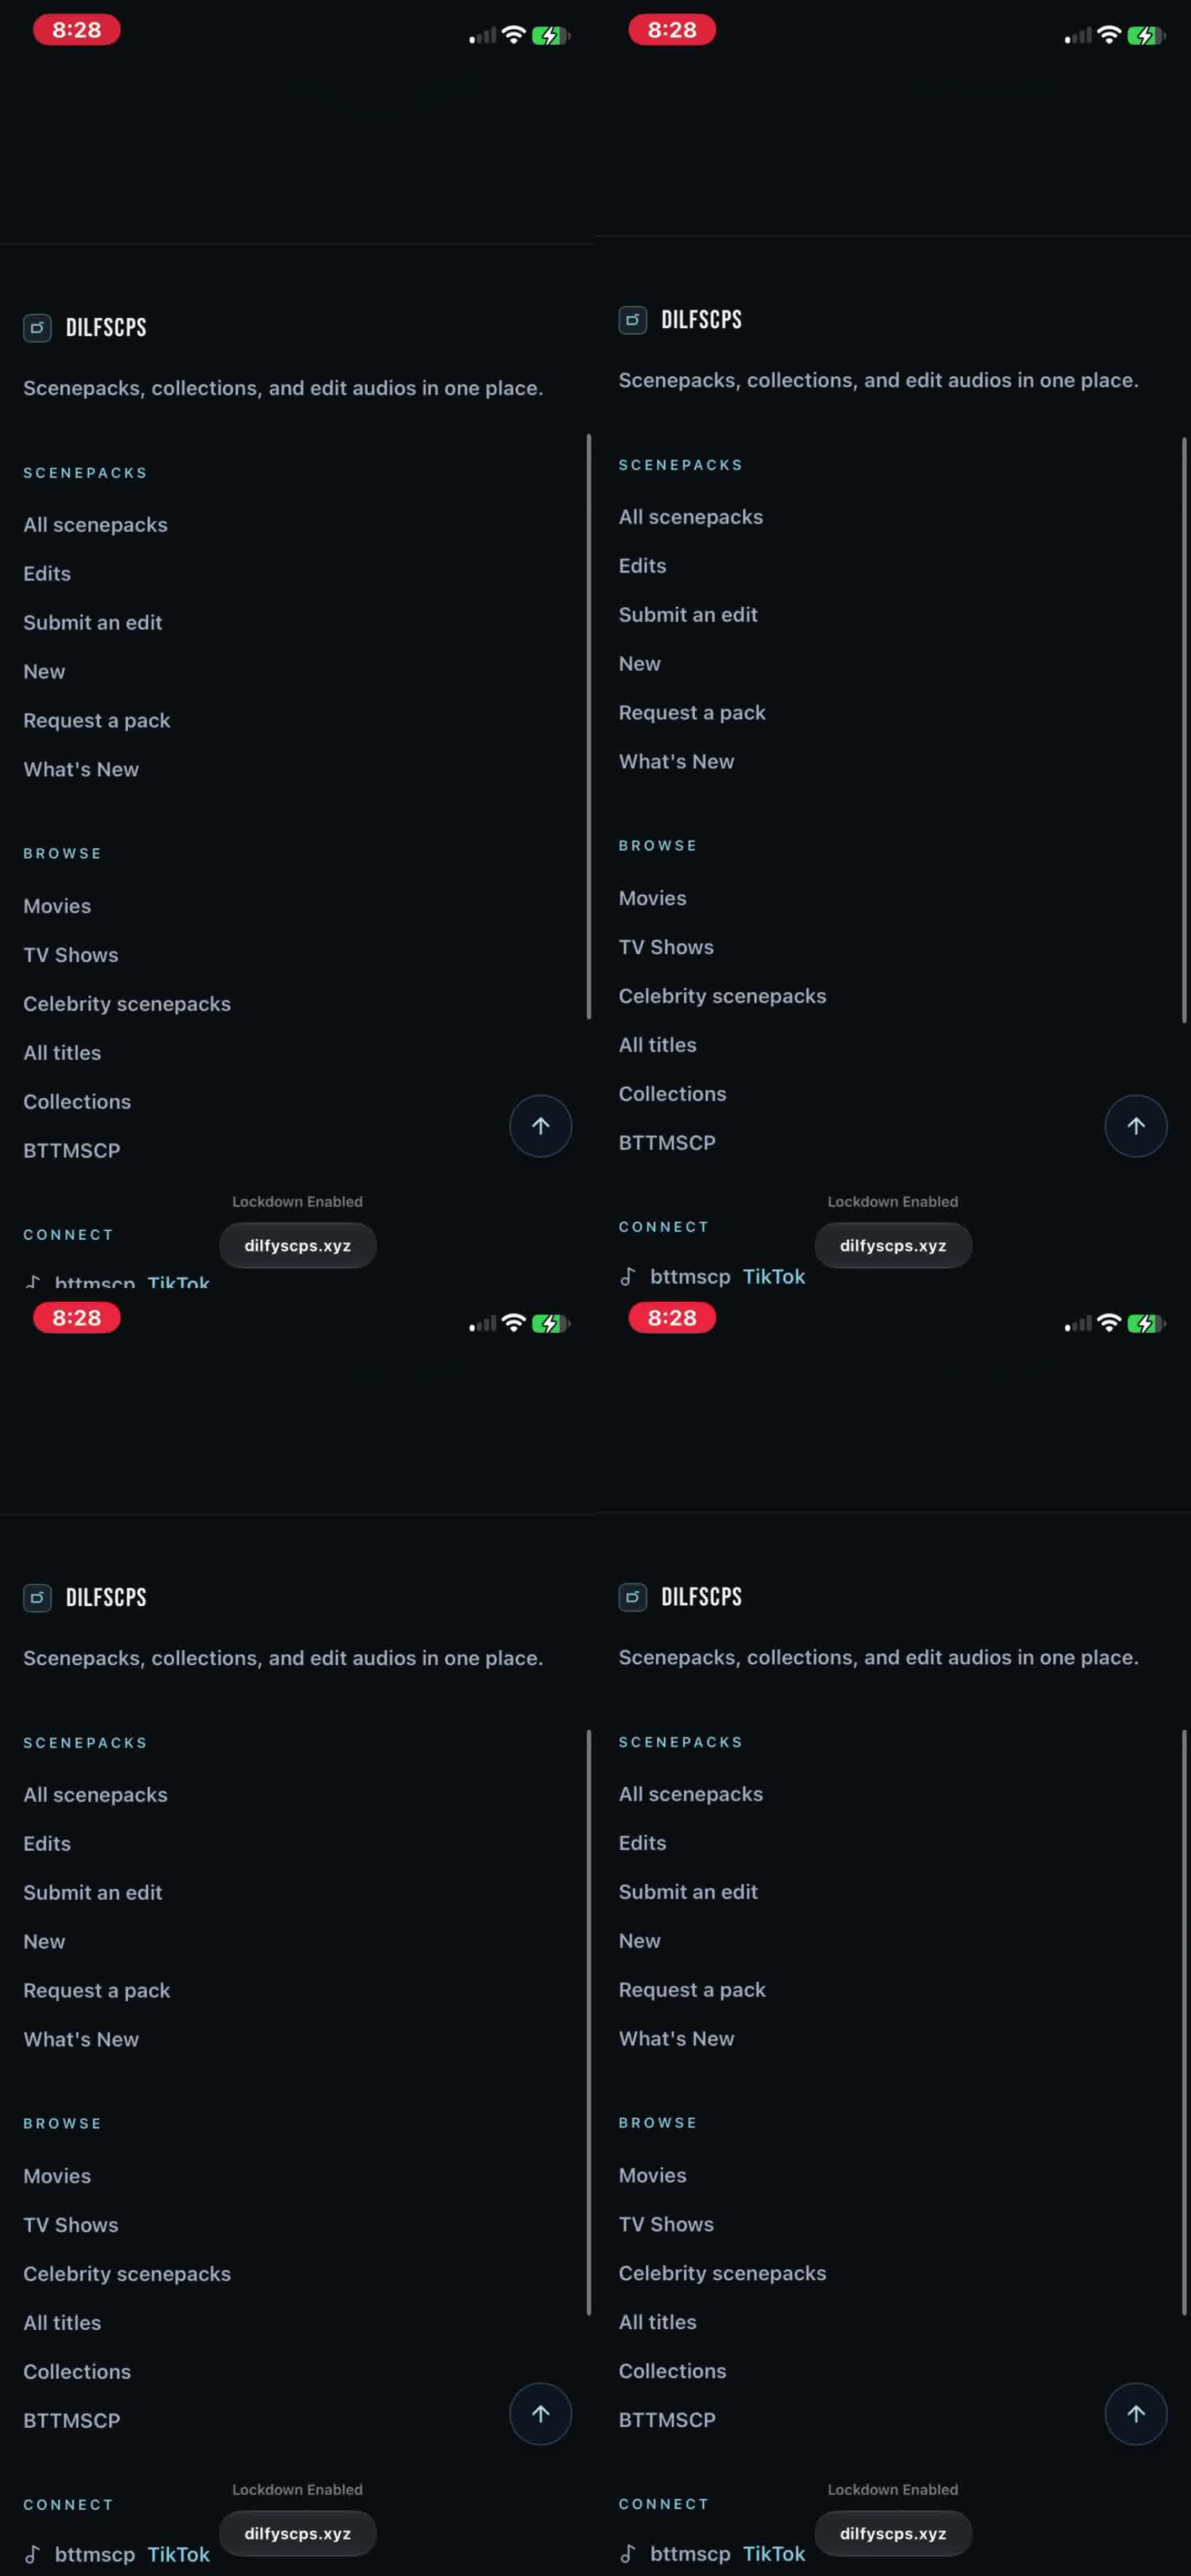 8:28
DILFSCPS
Scenepacks, collections, and edit audios in one place.
SCENEPACKS
All scenepacks
Edits
Submit an edit
New
Request a pack
What's New
BROWSE
Movies
TV Shows
Celebrity scenepacks
All titles
Collections
BTTMSCP
Lockdown Enabled
CONNECT
dilfyscps.xyz
bttmscp TikTok
8:28
DILFSCPS
Scenepacks, collections, and edit audios in one place.
SCENEPACKS
All scenepacks
Edits
Submit an edit
New
Request a pack
What's New
BROWSE
Movies
TV Shows
Celebrity scenepacks
All titles
Collections
BTTMSCP
Lockdown Enabled
CONNECT
dilfyscps.xyz
bttmscp TikTok
8:28
DILFSCPS
Scenepacks, collections, and edit audios in one place.
SCENEPACKS
All scenepacks
Edits
Submit an edit
New
Request a pack
What's New
BROWSE
Movies
TV Shows
Celebrity scenepacks
All titles
Collections
BTTMSCP
Lockdown Enabled
CONNECT
dilfyscps.xyz
bttmscp TikTok
8:28
DILFSCPS
Scenepacks, collections, and edit audios in one place.
SCENEPACKS
All scenepacks
Edits
Submit an edit
New
Request a pack
What's New
BROWSE
Movies
TV Shows
Celebrity scenepacks
All titles
Collections
BTTMSCP
Lockdown Enabled
CONNECT
dilfyscps.xyz
bttmscp TikTok